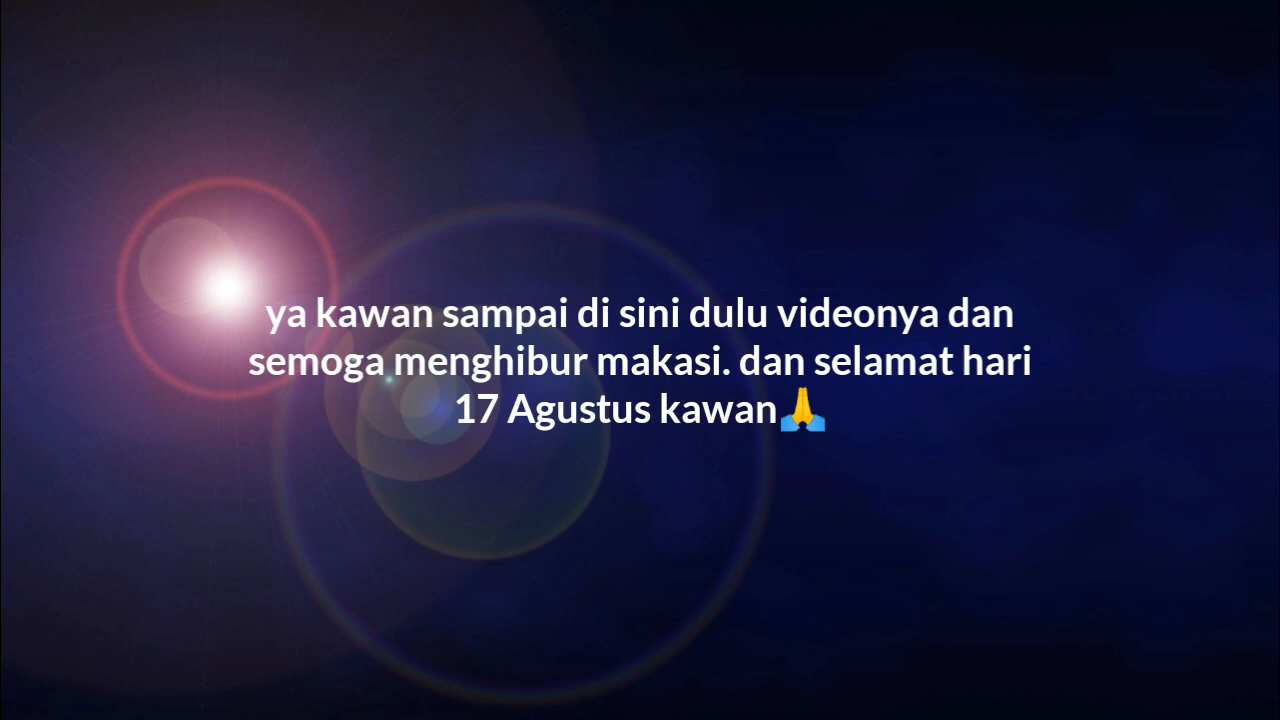 ya kawan sampai di sini dulu videonya dan
semoga menghibur makasi. dan selamat hari
17 Agustus kawan🙏